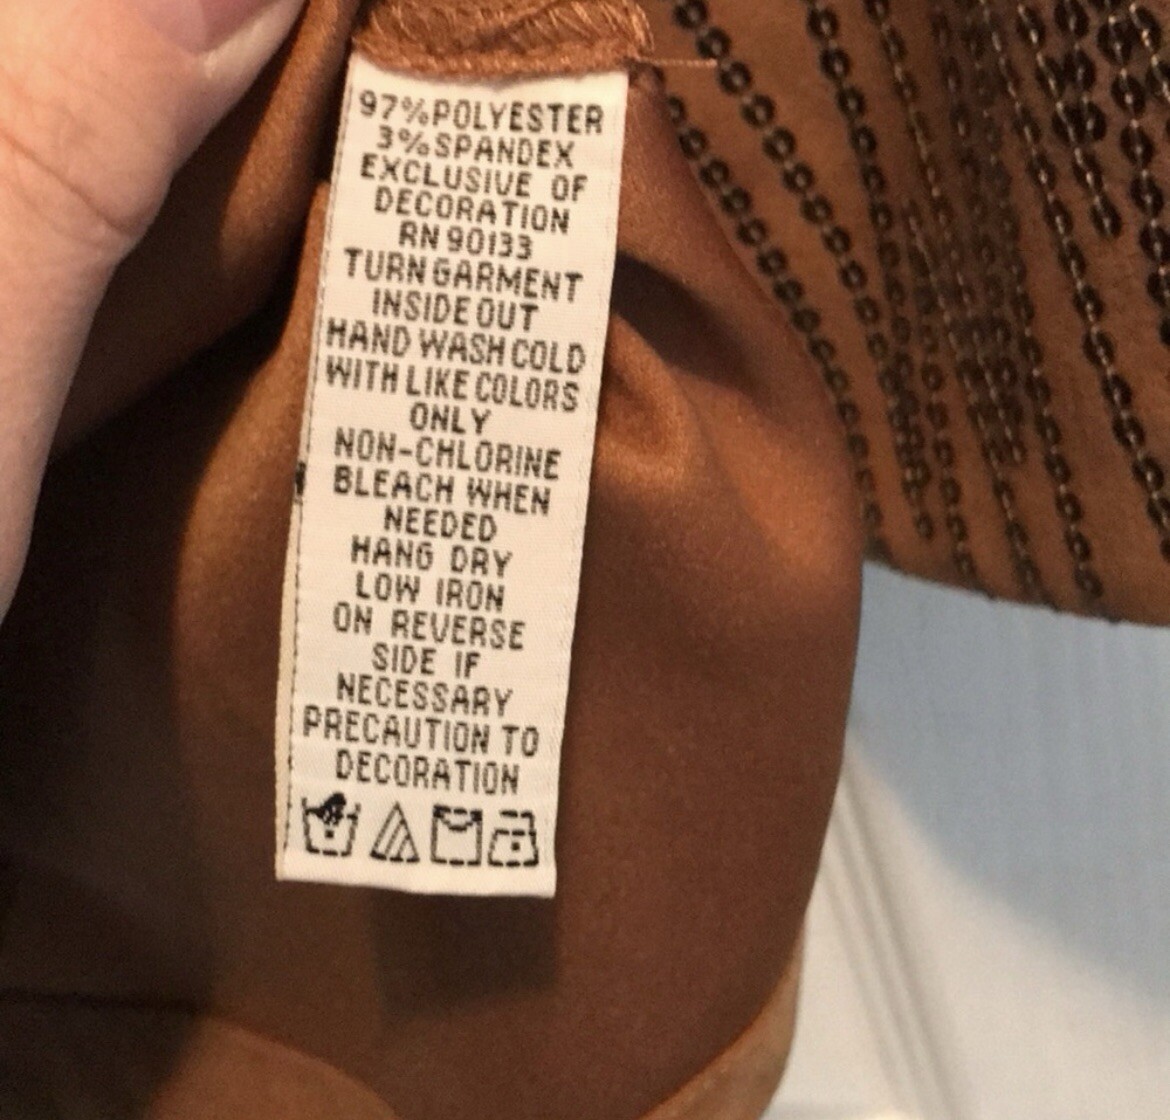 97%POLYESTER
3%SPANDEX
EXCLUSIVE OF
DECORATION
RN 90133
TURN GARMENT
INSIDE OUT
HAND WASH COLD
WITH LIKE COLORS
ONLY
NON-CHLORINE
BLEACH WHEN
NEEDED
HANG DRY
LOW IRON
ON REVERSE
SIDE IF
NECESSARY
PRECAUTION TO
DECORATION